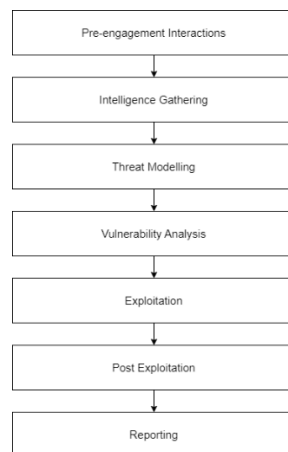 Pre-engagement Interactions
Intelligence Gathering
Threat Modelling
Vulnerability Analysis
Exploitation
Post Exploitation
Reporting